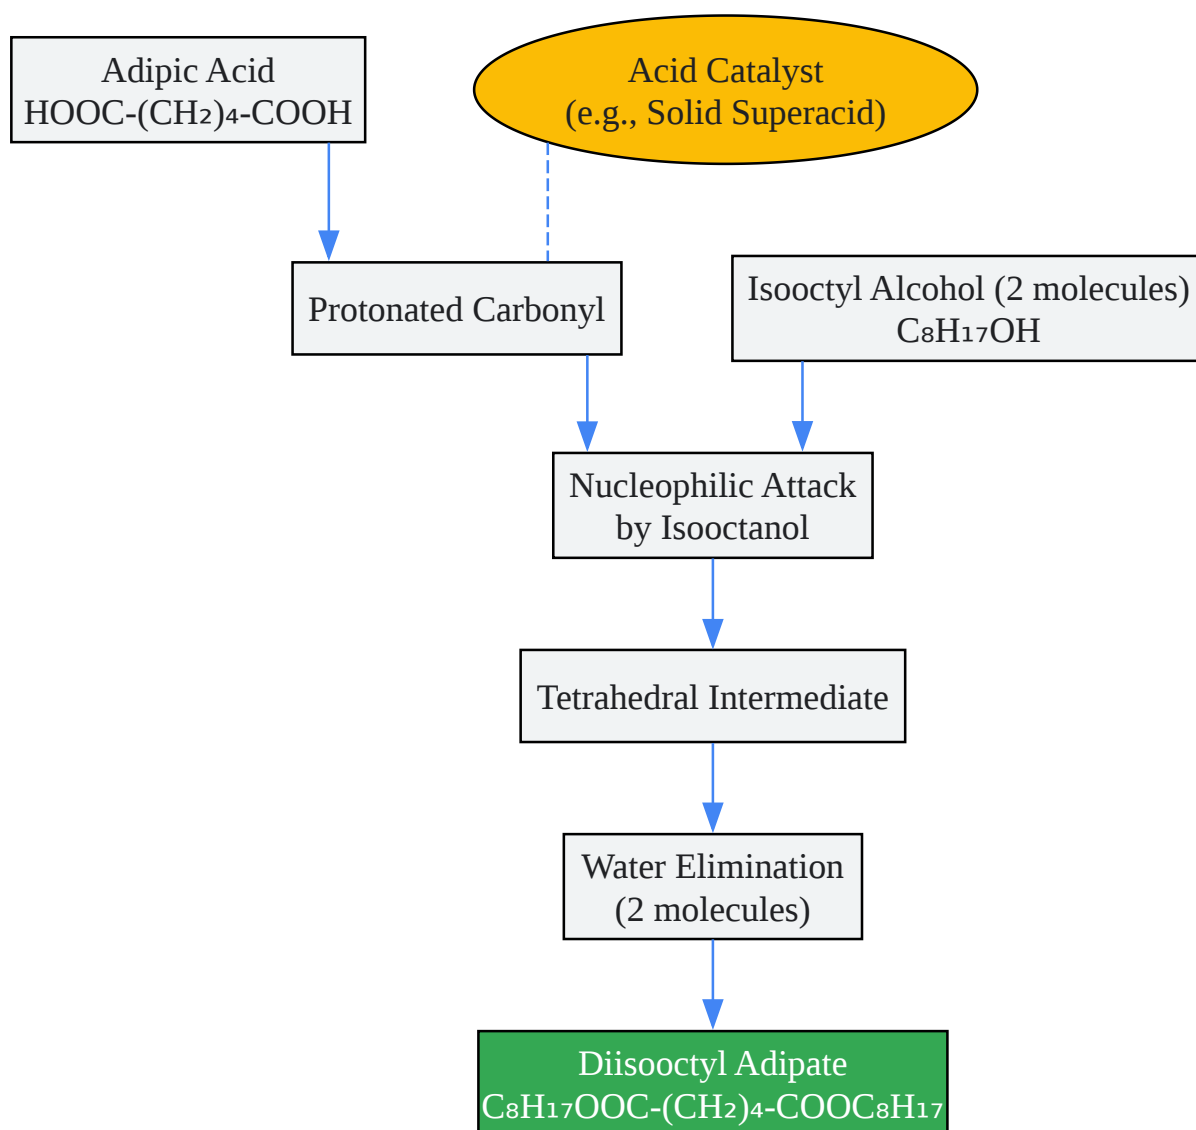 Adipic Acid
HOOC-(CH₂)₄-COOH
Acid Catalyst
(e.g., Solid Superacid)
Protonated Carbonyl
Isooctyl Alcohol (2 molecules)
C₈H₁₇OH
Nucleophilic Attack
by Isooctanol
Tetrahedral Intermediate
Water Elimination
(2 molecules)
Diisooctyl Adipate
C₈H₁₇OOC-(CH₂)₄-COOC₈H₁₇